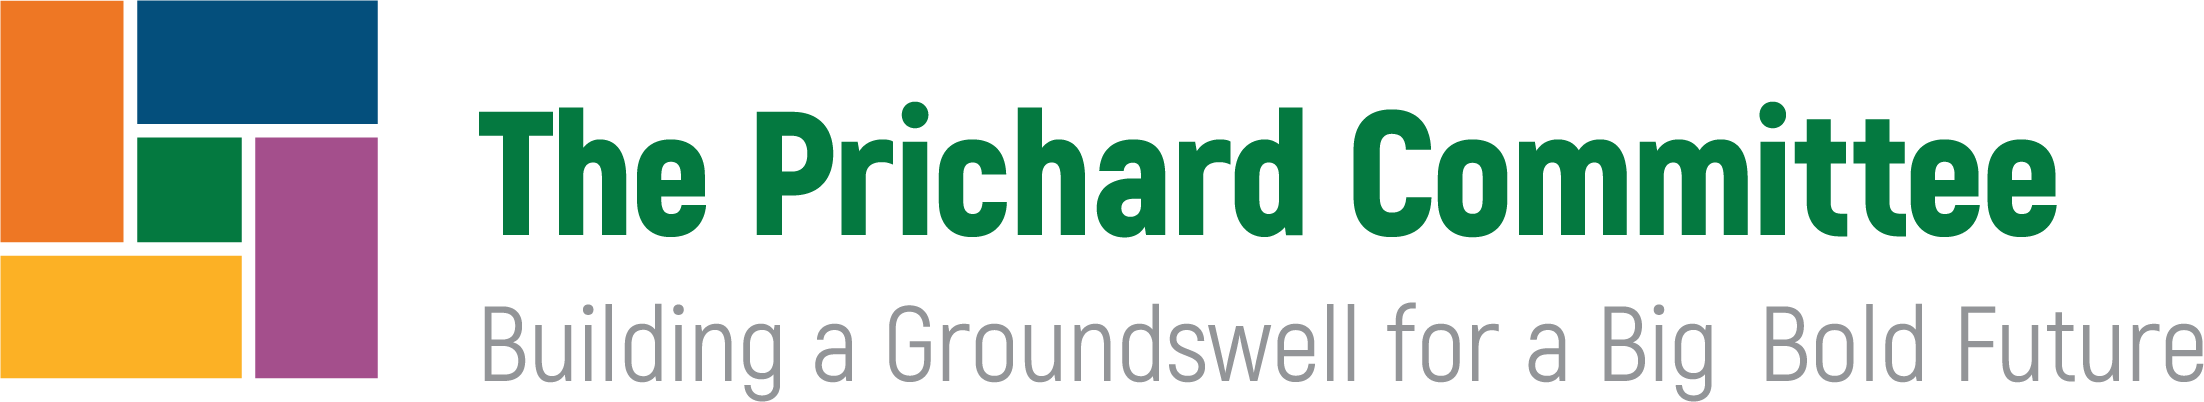 The Prichard Committee
Building a Groundswell for a Big Bold Future